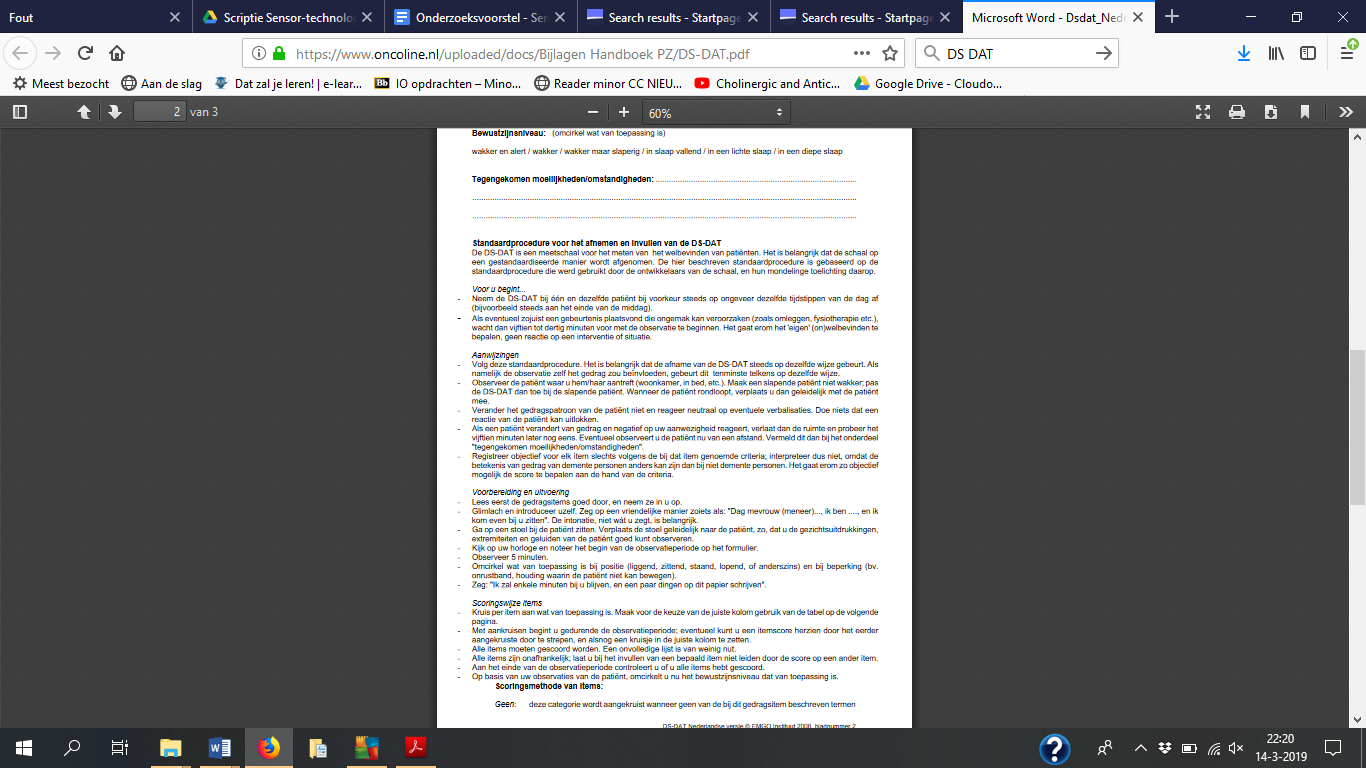 Fout
Scriptie Sensor-technolo
Onderzoeksvoorstel - Sen
Search results - Startpage
Search results - Startpage
Microsoft Word - Dsdat_Nede
https://www.oncoline.nl/uploaded/docs/Bijlagen Handboek PZ/DS-DAT.pdf
DS DAT
Meest bezocht
Aan de slag
Dat zal je leren! | e-lear...
Bb IO opdrachten – Mino...
Reader minor CC NIEU...
Cholinergic and Antic...
Google Drive - Cloudo...
2 van 3
60%
Bewustzijnsniveau: (omcirkel wat van toepassing is)
wakker en alert / wakker / wakker maar slaperig / in slaap vallend / in een lichte slaap / in een diepe slaap
Tegengekomen moeilijkheden/omstandigheden: ..........................................................................................
..........................................................................................
..........................................................................................
Standaardprocedure voor het afnemen en invullen van de DS-DAT
De DS-DAT is een meetschaal voor het meten van het welbevinden van patiënten. Het is belangrijk dat de schaal op
een gestandaardiseerde manier wordt afgenomen. De hier beschreven standaardprocedure is gebaseerd op de
standaardprocedure die werd gebruikt door de ontwikkelaars van de schaal, en hun mondelinge toelichting daarop.
Voor u begint...
- Neem de DS-DAT bij één en dezelfde patiënt bij voorkeur steeds op ongeveer dezelfde tijdstippen van de dag af
(bijvoorbeeld steeds aan het einde van de middag).
- Als eventueel zojuist een gebeurtenis plaatsvond die ongemak kan veroorzaken (zoals omleggen, fysiotherapie etc.),
wacht dan vijftien tot dertig minuten voor met de observatie te beginnen. Het gaat erom het 'eigen' (on)welbevinden te
bepalen, geen reactie op een interventie of situatie.
Aanwijzingen
- Volg deze standaardprocedure. Het is belangrijk dat de afname van de DS-DAT steeds op dezelfde wijze gebeurt. Als
namelijk de observatie zelf het gedrag zou beïnvloeden, gebeurt dit tenminste telkens op dezelfde wijze.
- Observeer de patiënt waar u hem/haar aantreft (woonkamer, in bed, etc.). Maak een slapende patiënt niet wakker; pas
de DS-DAT dan toe bij de slapende patiënt. Wanneer de patiënt rondloopt, verplaats u dan geleidelijk met de patiënt
mee.
- Verander het gedragspatroon van de patiënt niet en reageer neutraal op eventuele verbalisaties. Doe niets dat een
reactie van de patiënt kan uitlokken.
- Als een patiënt verandert van gedrag en negatief op uw aanwezigheid reageert, verlaat dan de ruimte en probeer het
vijftien minuten later nog eens. Eventueel observeert u de patiënt nu van een afstand. Vermeld dit dan bij het onderdeel
"tegengekomen moeilijkheden/omstandigheden".
- Registreer objectief voor elk item slechts volgens de bij dat item genoemde criteria; interpreteer dus niet, omdat de
betekenis van gedrag van demente personen anders kan zijn dan bij niet demente personen. Het gaat erom zo objectief
mogelijk de score te bepalen aan de hand van de criteria.
Voorbereiding en uitvoering
- Lees eerst de gedragsitems goed door, en neem ze in u op.
- Glimlach en introduceer uzelf. Zeg op een vriendelijke manier zoiets als: "Dag mevrouw (meneer)..., ik ben ...., en ik
kom even bij u zitten". De intonatie, niet wát u zegt, is belangrijk.
- Ga op een stoel bij de patiënt zitten. Verplaats de stoel geleidelijk naar de patiënt, zo, dat u de gezichtsuitdrukkingen,
extremiteiten en geluiden van de patiënt goed kunt observeren.
- Kijk op uw horloge en noteer het begin van de observatieperiode op het formulier.
- Observeer 5 minuten.
- Omcirkel wat van toepassing is bij positie (liggend, zittend, staand, lopend, of anderszins) en bij beperking (bv.
onrustband, houding waarin de patiënt niet kan bewegen).
- Zeg: "Ik zal enkele minuten bij u blijven, en een paar dingen op dit papier schrijven".
Scoringswijze items
- Kruis per item aan wat van toepassing is. Maak voor de keuze van de juiste kolom gebruik van de tabel op de volgende
pagina.
- Met aankruisen begint u gedurende de observatieperiode; eventueel kunt u een itemscore herzien door het eerder
aangekruiste door te strepen, en alsnog een kruisje in de juiste kolom te zetten.
- Alle items moeten gescoord worden. Een onvolledige lijst is van weinig nut.
- Alle items zijn onafhankelijk; laat u bij het invullen van een bepaald item niet leiden door de score op een ander item.
- Aan het einde van de observatieperiode controleert u of u alle items hebt gescoord.
- Op basis van uw observaties van de patiënt, omcirkelt u nu het bewustzijnsniveau dat van toepassing is.
Scoringsmethode van items:
Geen: deze categorie wordt aangekruist wanneer geen van de bij dit gedragsitem beschreven termen
DS-DAT Nederlandse versie © EMGO Instituut 2008, bladnummer 2
22:20
14-3-2019